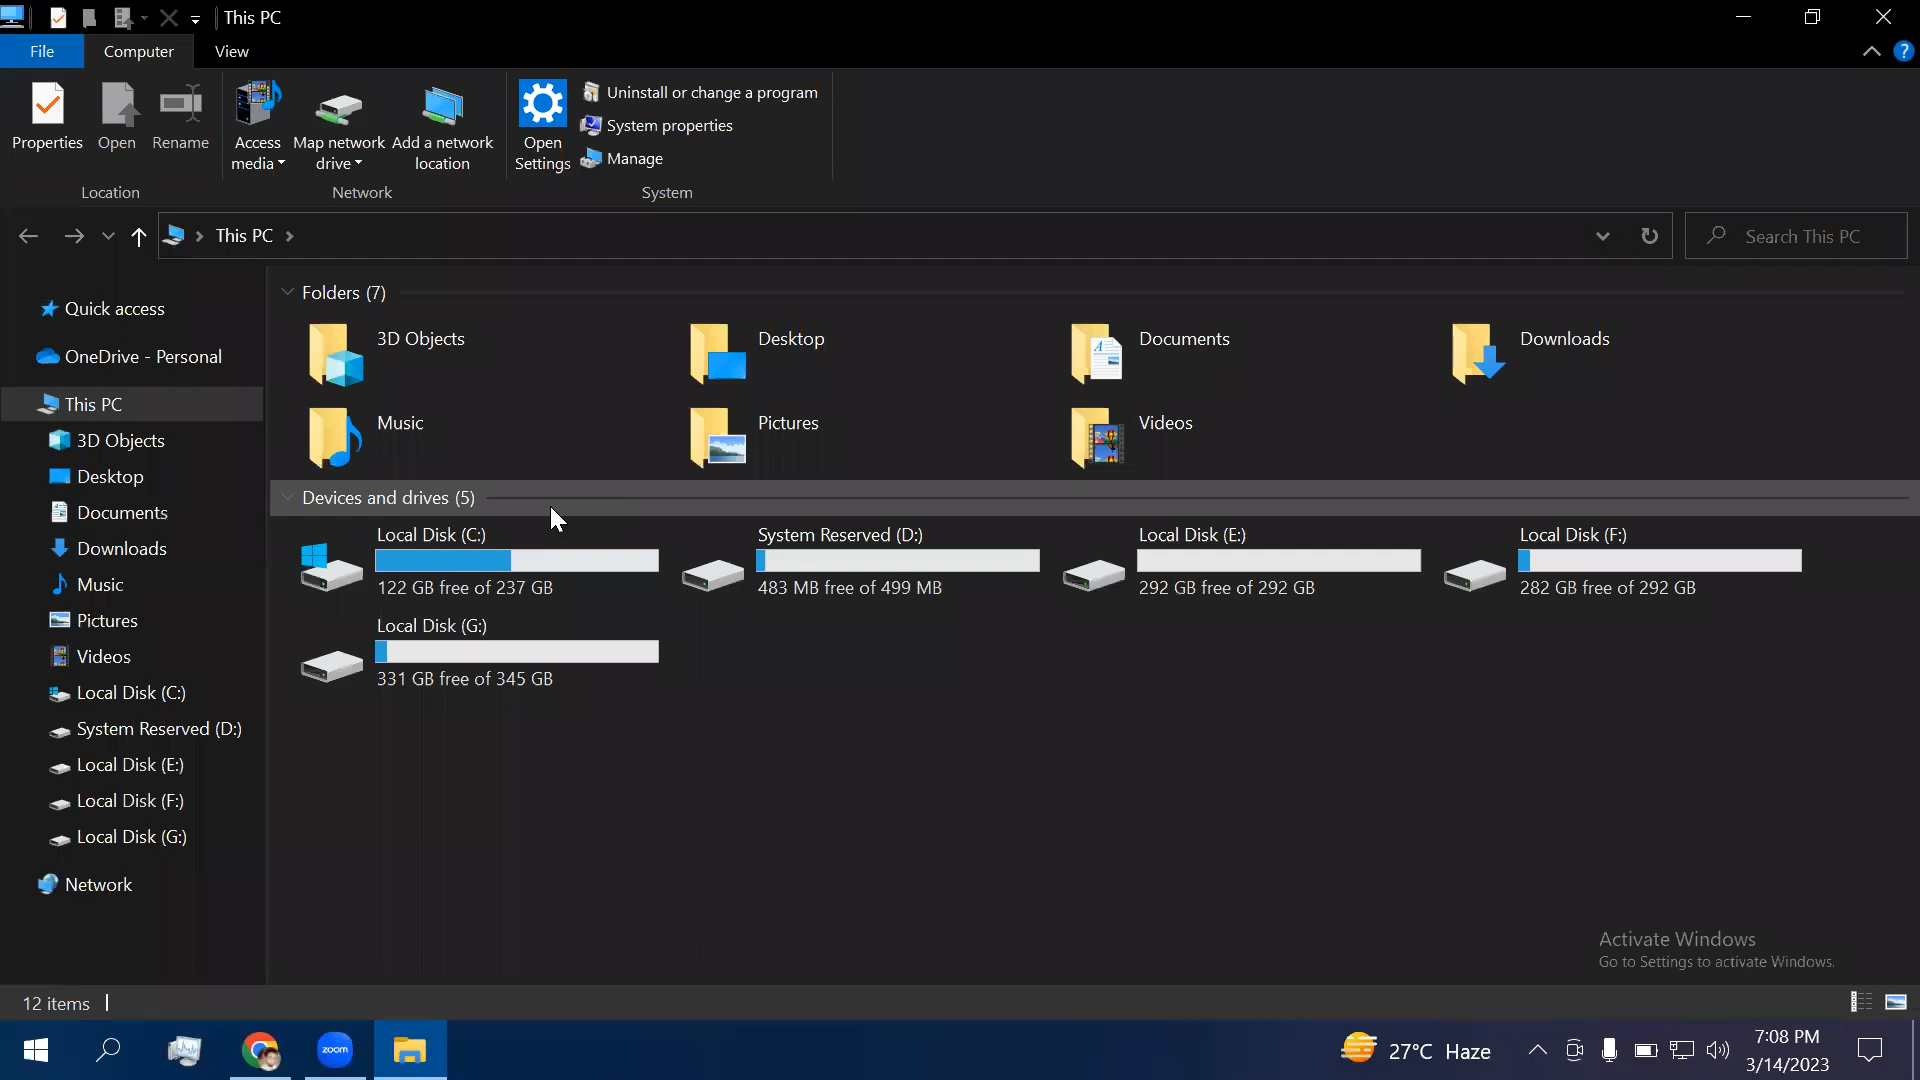 This PC
File
Computer
View
Properties
Open
Rename
Access media
Map network drive
Add a network location
Open Settings
Uninstall or change a program
System properties
Manage
Location
Network
System
This PC
Search This PC
Quick access
OneDrive - Personal
This PC
3D Objects
Desktop
Documents
Downloads
Music
Pictures
Videos
Local Disk (C:)
System Reserved (D:)
Local Disk (E:)
Local Disk (F:)
Local Disk (G:)
Network
Folders (7)
3D Objects
Desktop
Documents
Downloads
Music
Pictures
Videos
Devices and drives (5)
Local Disk (C:)
122 GB free of 237 GB
System Reserved (D:)
483 MB free of 499 MB
Local Disk (E:)
292 GB free of 292 GB
Local Disk (F:)
282 GB free of 292 GB
Local Disk (G:)
331 GB free of 345 GB
Activate Windows
Go to Settings to activate Windows.
12 items
zoom
27°C Haze
7:08 PM
3/14/2023